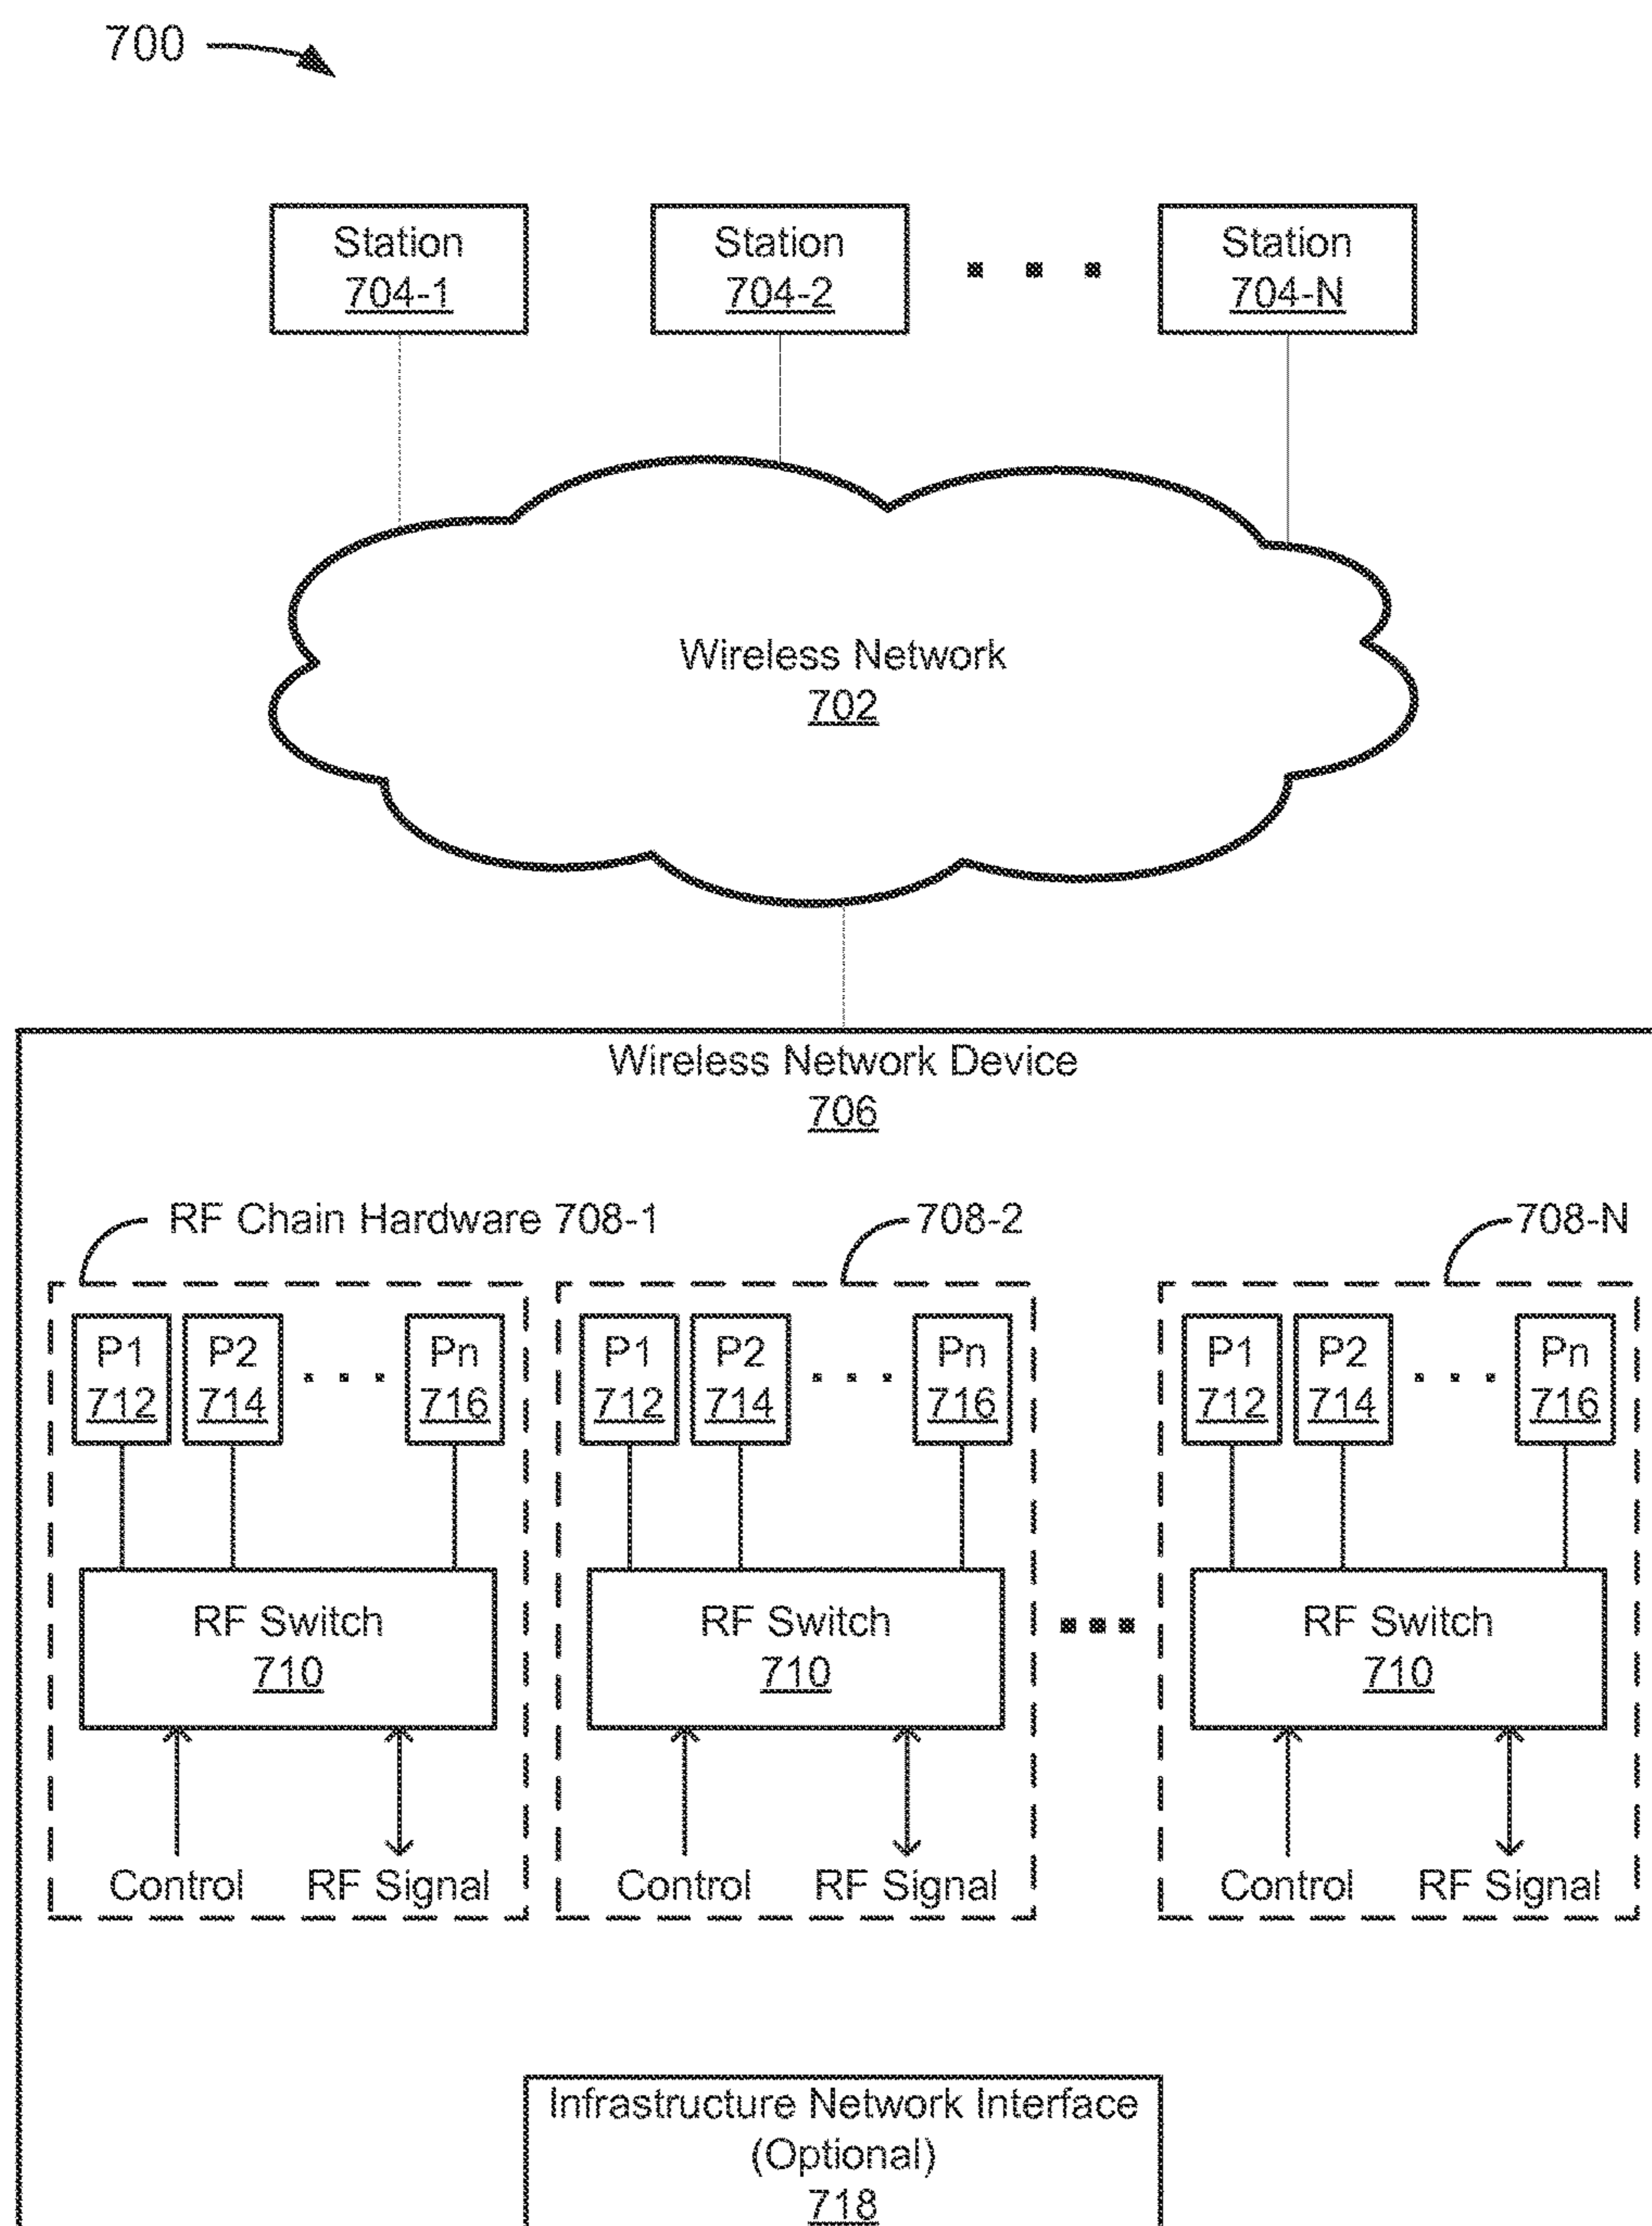 700
Station Station Station
704-1 704-2 704-N
Wireless Network
702
Wireless Network Device
706
RF Chain Hardware 708-1 708-2 708-N
P1 P2 Pn P1 P2 Pn P1 P2 Pn
712 714 716 712 714 716 712 714 716
RF Switch RF Switch RF Switch
710 710 710
Control RF Signal Control RF Signal Control RF Signal
Infrastructure Network Interface
(Optional)
718